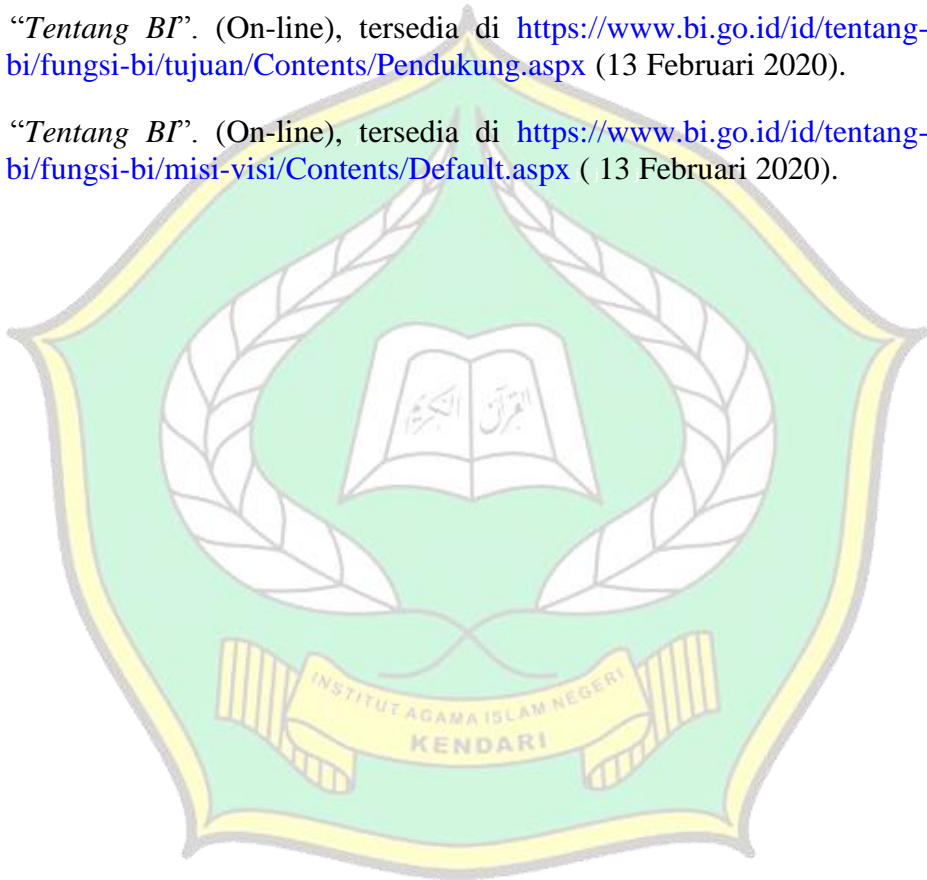 “Tentang BI”. (On-line), tersedia di https://www.bi.go.id/id/tentang-
bi/fungsi-bi/tujuan/Contents/Pendukung.aspx (13 Februari 2020).
“Tentang BI”. (On-line), tersedia di https://www.bi.go.id/id/tentang-
bi/fungsi-bi/misi-visi/Contents/Default.aspx ( 13 Februari 2020).
القرآن الكريم
INSTITUT AGAMA ISLAM NEGERI
KENDARI